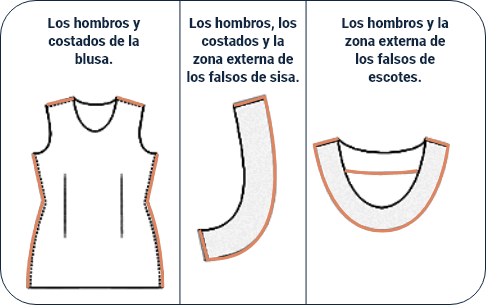 Los hombros y
costados de la
blusa.
Los hombros, los
costados y la
zona externa de
los falsos de sisa.
Los hombros y la
zona externa de
los falsos de
escotes.